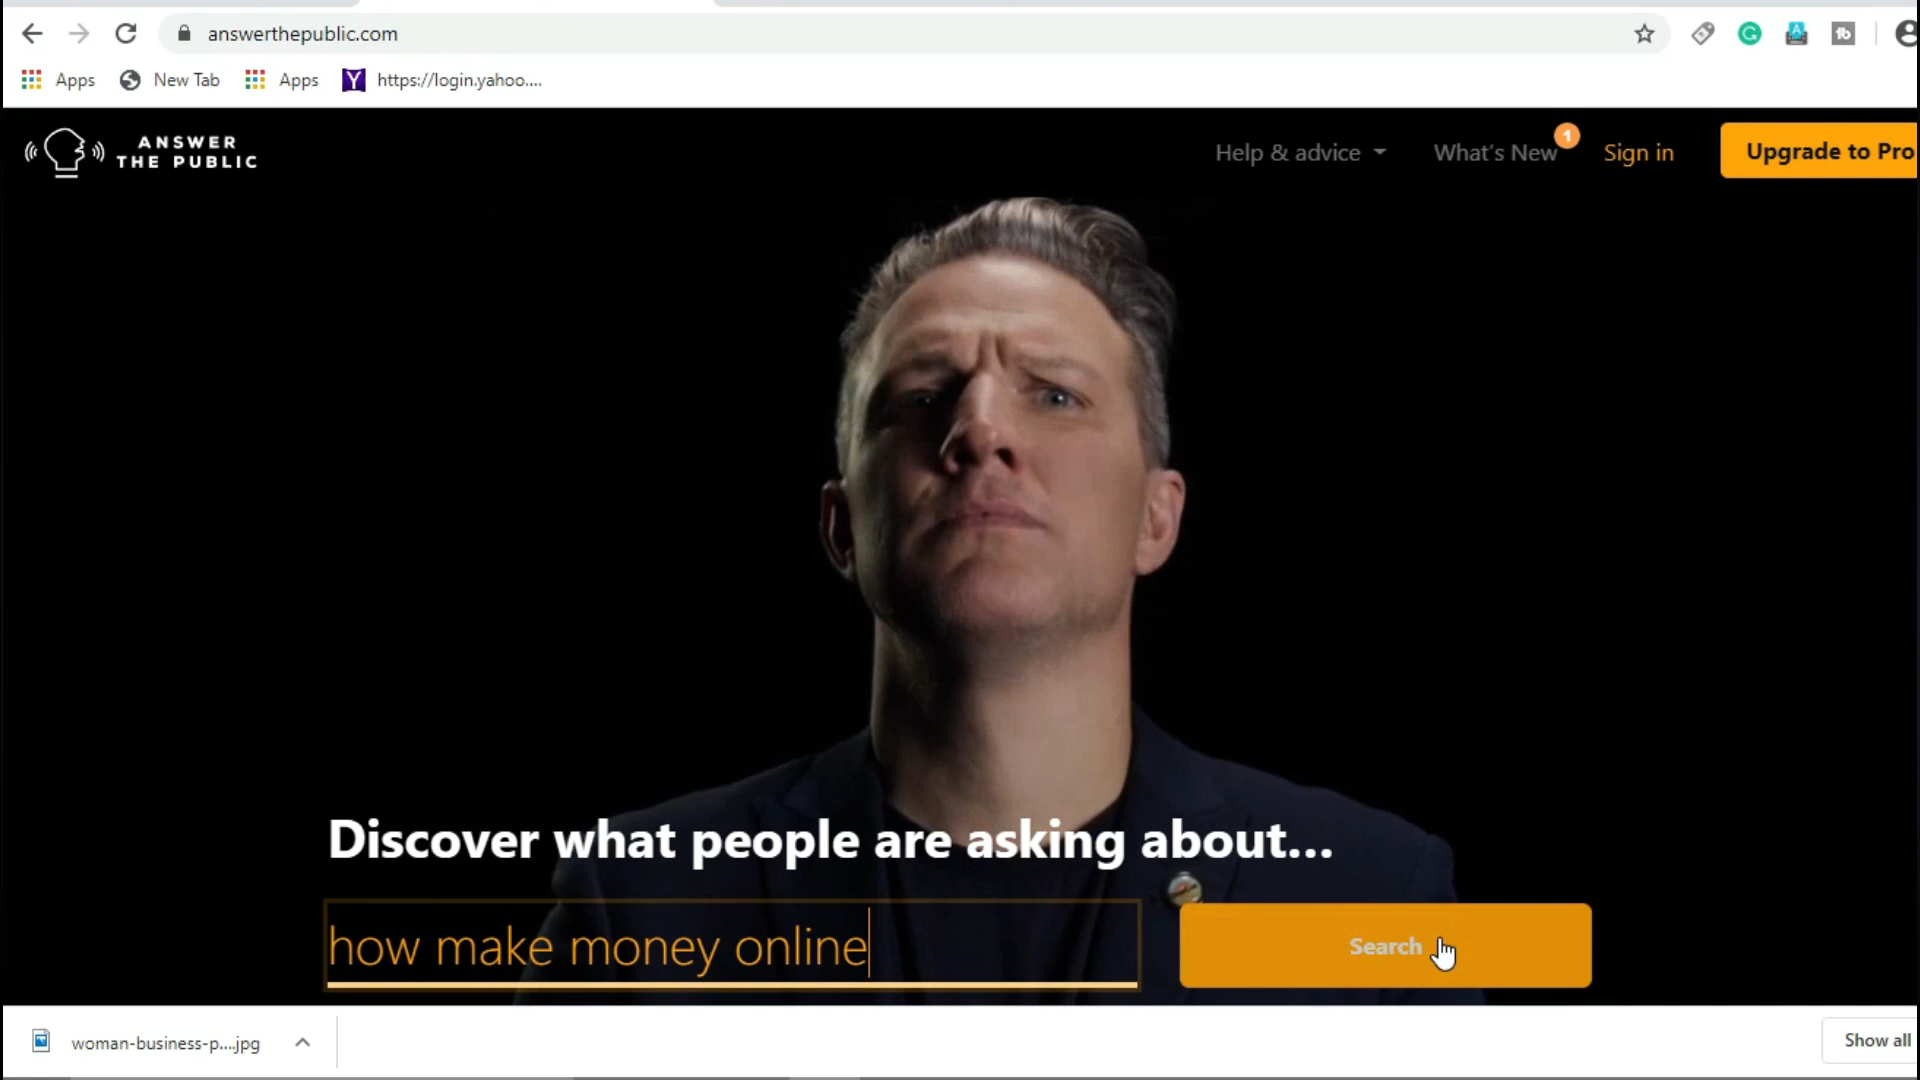 answerthepublic.com
Apps
New Tab
Apps
https://login.yahoo....
ANSWER
THE PUBLIC
Help & advice
What's New
1
Sign in
Upgrade to Pro
Discover what people are asking about...
how make money online
Search
woman-business-p....jpg
Show all